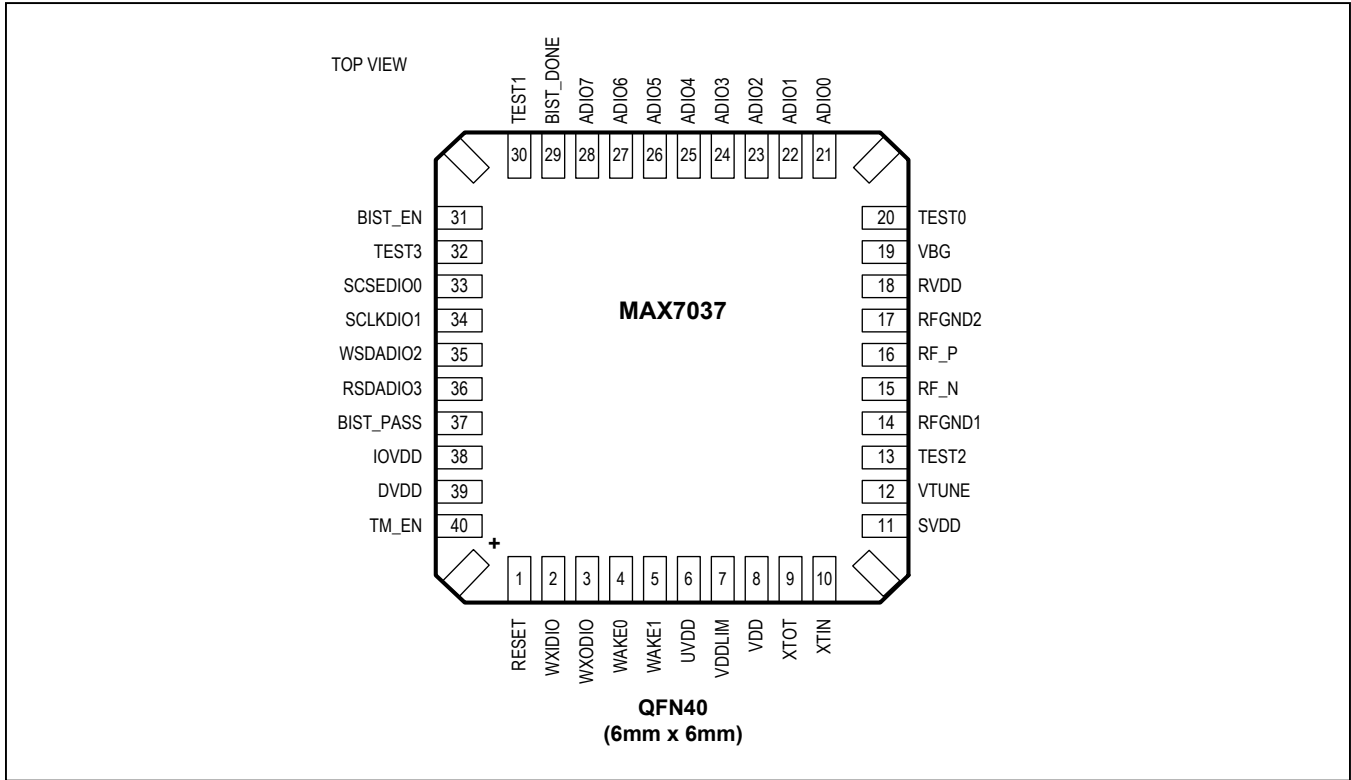 TOP VIEW
TEST1
BIST_DONE
ADIO7
ADIO6
ADIO5
ADIO4
ADIO3
ADIO2
ADIO1
ADIO0
30 29 28 27 26 25 24 23 22 21
BIST_EN 31
TEST3 32
SCSEDIO0 33
SCLKDIO1 34
WSDADIO2 35
RSDADIO3 36
BIST_PASS 37
IOVDD 38
DVDD 39
TM_EN 40
MAX7037
20 TEST0
19 VBG
18 RVDD
17 RFGND2
16 RF_P
15 RF_N
14 RFGND1
13 TEST2
12 VTUNE
11 SVDD
+
1 2 3 4 5 6 7 8 9 10
RESET
WXIDIO
WXODIO
WAKE0
WAKE1
UVDD
VDDLIM
VDD
XTOT
XTIN
QFN40
(6mm x 6mm)